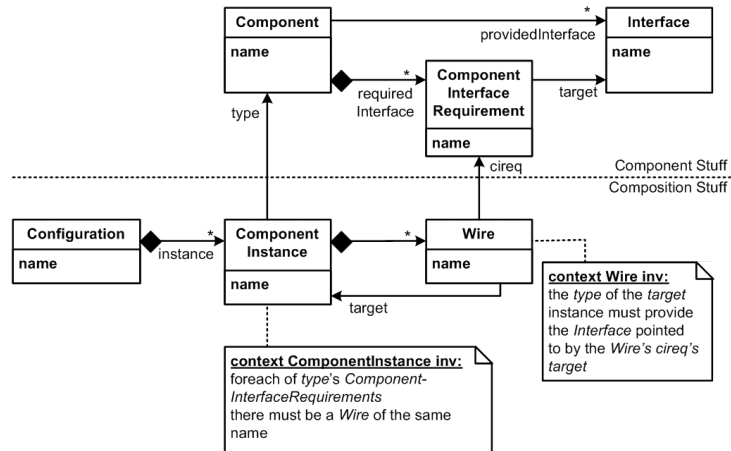 Component
name
*
providedInterface
Interface
name
*
required
Interface
Component
Interface
Requirement
name
target
type
cireq
Component Stuff
Composition Stuff
Configuration
name
*
instance
Component
Instance
name
*
Wire
name
target
context Wire inv:
the type of the target
instance must provide
the Interface pointed
to by the Wire's cireq's
target
context ComponentInstance inv:
foreach of type's Component-
InterfaceRequirements
there must be a Wire of the same
name